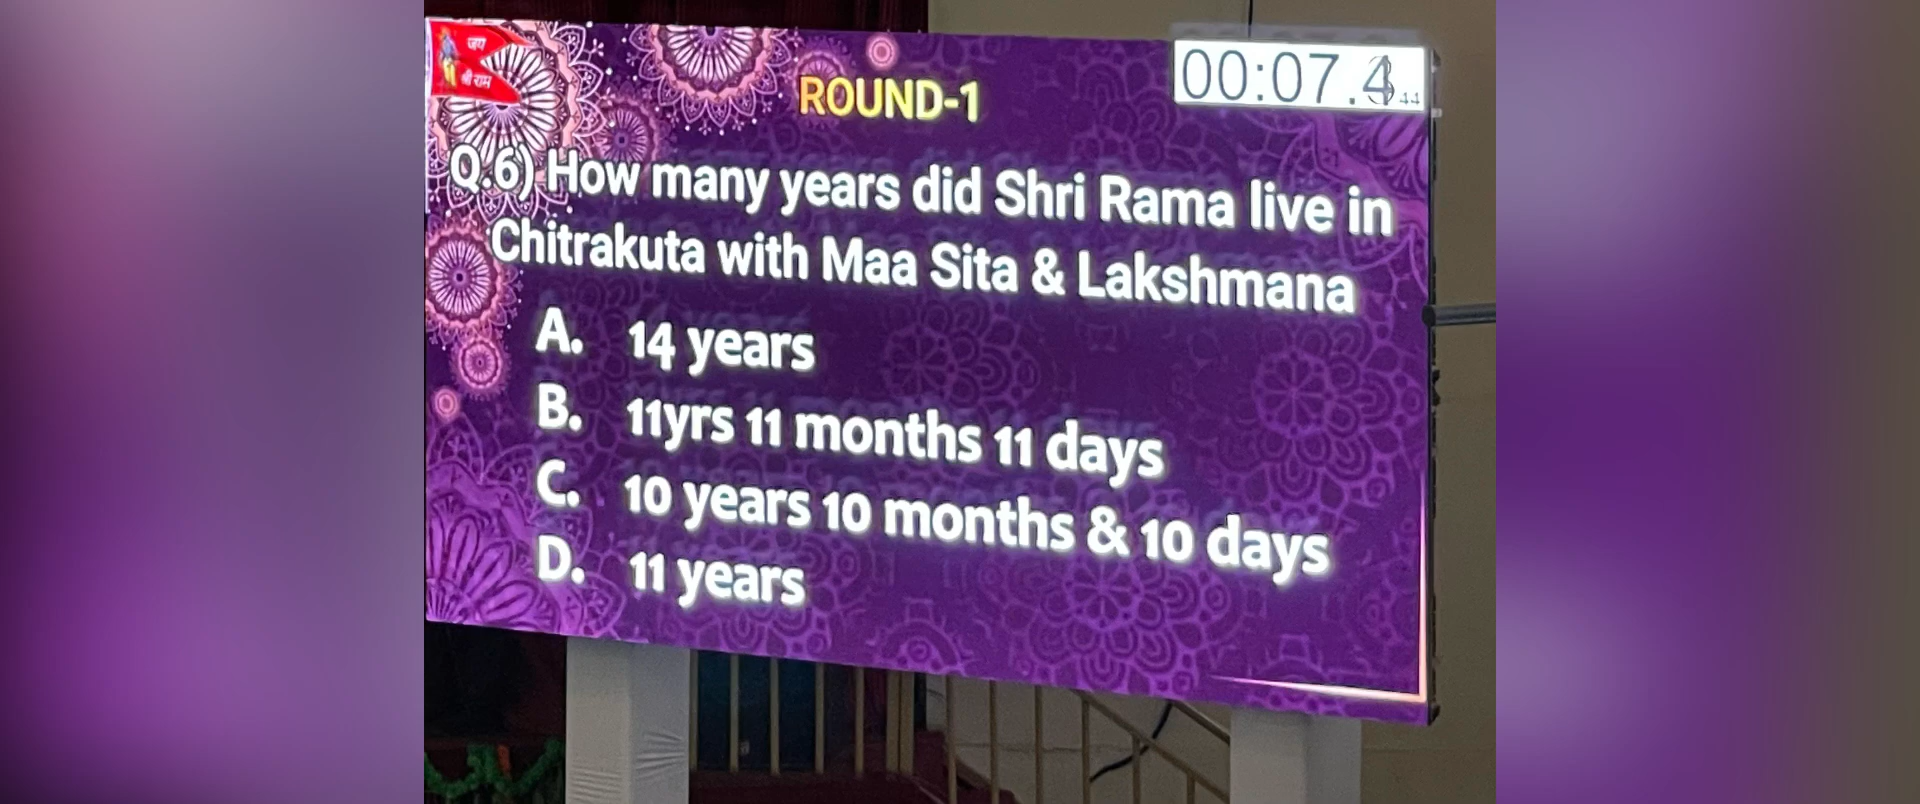 जय
श्री राम
ROUND-1
00:07.
44
Q.6) How many years did Shri Rama live in
Chitrakuta with Maa Sita & Lakshmana
A. 14 years
B. 11yrs 11 months 11 days
C. 10 years 10 months & 10 days
D. 11 years